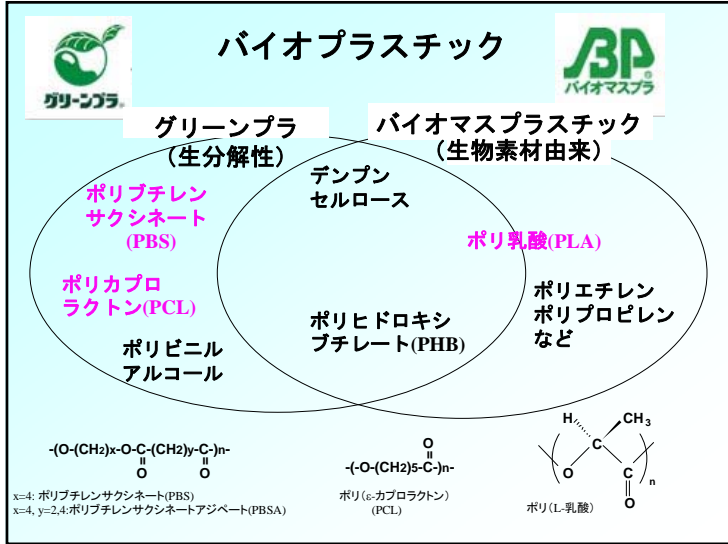 バイオプラスチック
グリーンプラ®
BP®
バイオマスプラ
グリーンプラ
（生分解性）
バイオマスプラスチック
（生物素材由来）
デンプン
セルロース
ポリブチレン
サクシネート
(PBS)
ポリ乳酸(PLA)
ポリカプロ
ラクトン(PCL)
ポリエチレン
ポリプロピレン
など
ポリヒドロキシ
ブチレート(PHB)
ポリビニル
アルコール
-(O-(CH2)x-O-C-(CH2)y-C-)n-
O O
O
-(-O-(CH2)5-C-)n-
H CH3
C
O C
n
O
x=4: ポリブチレンサクシネート(PBS)
x=4, y=2,4:ポリブチレンサクシネートアジペート(PBSA)
ポリ（ε-カプロラクトン）
(PCL)
ポリ（L-乳酸）